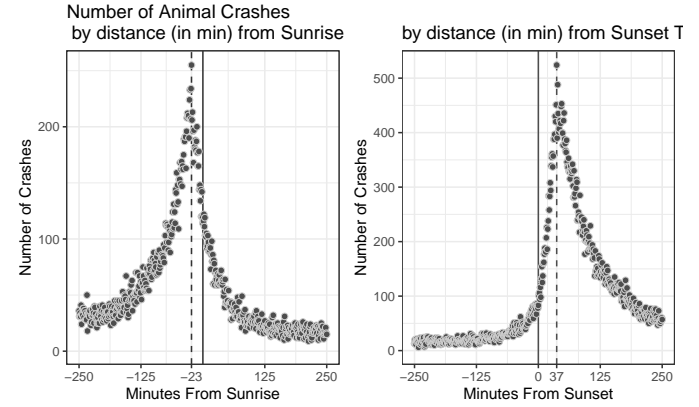 Number of Animal Crashes
by distance (in min) from Sunrise
by distance (in min) from Sunset T
Number of Crashes
200
100
0
−250
−125
−23
125
250
Minutes From Sunrise
Number of Crashes
500
400
300
200
100
0
−250
−125
0
37
125
250
Minutes From Sunset